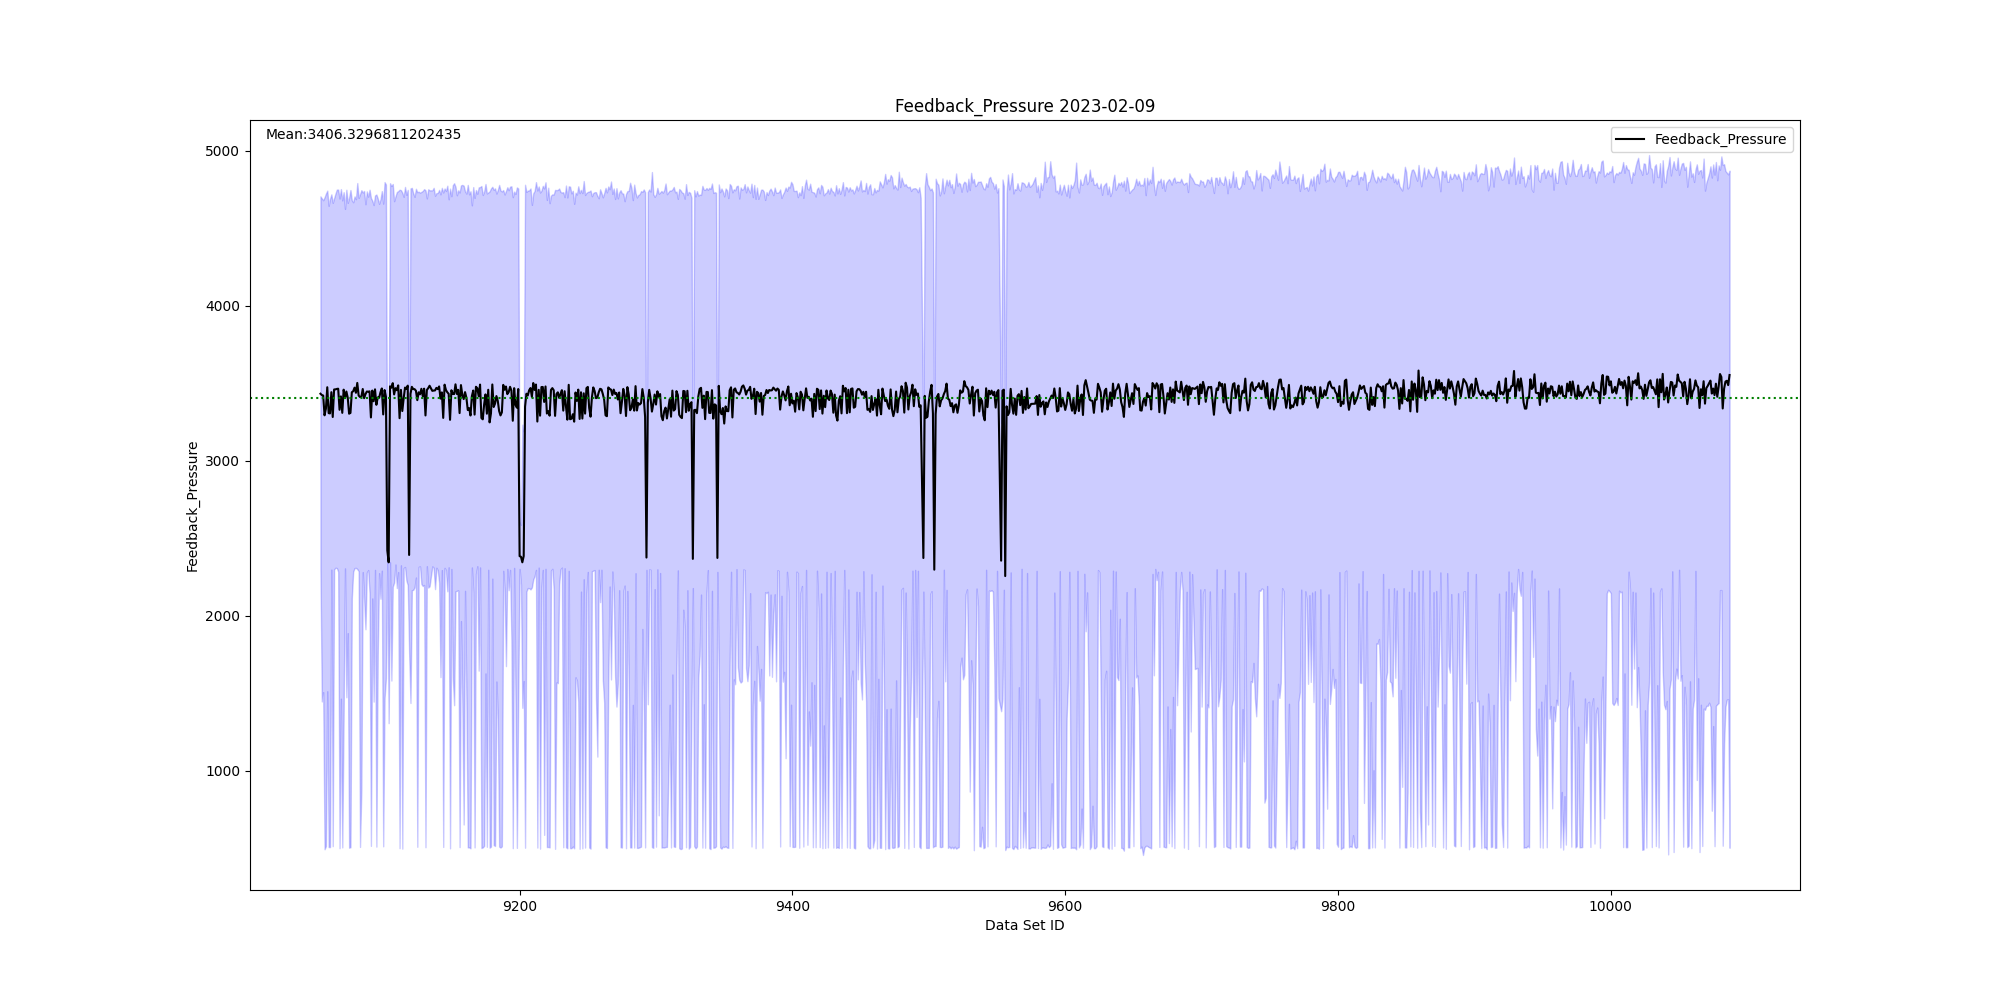 Feedback_Pressure 2023-02-09
Mean:3406.3296811202435
Feedback_Pressure
5000
4000
3000
2000
1000
Feedback_Pressure
9200
9400
9600
9800
10000
Data Set ID